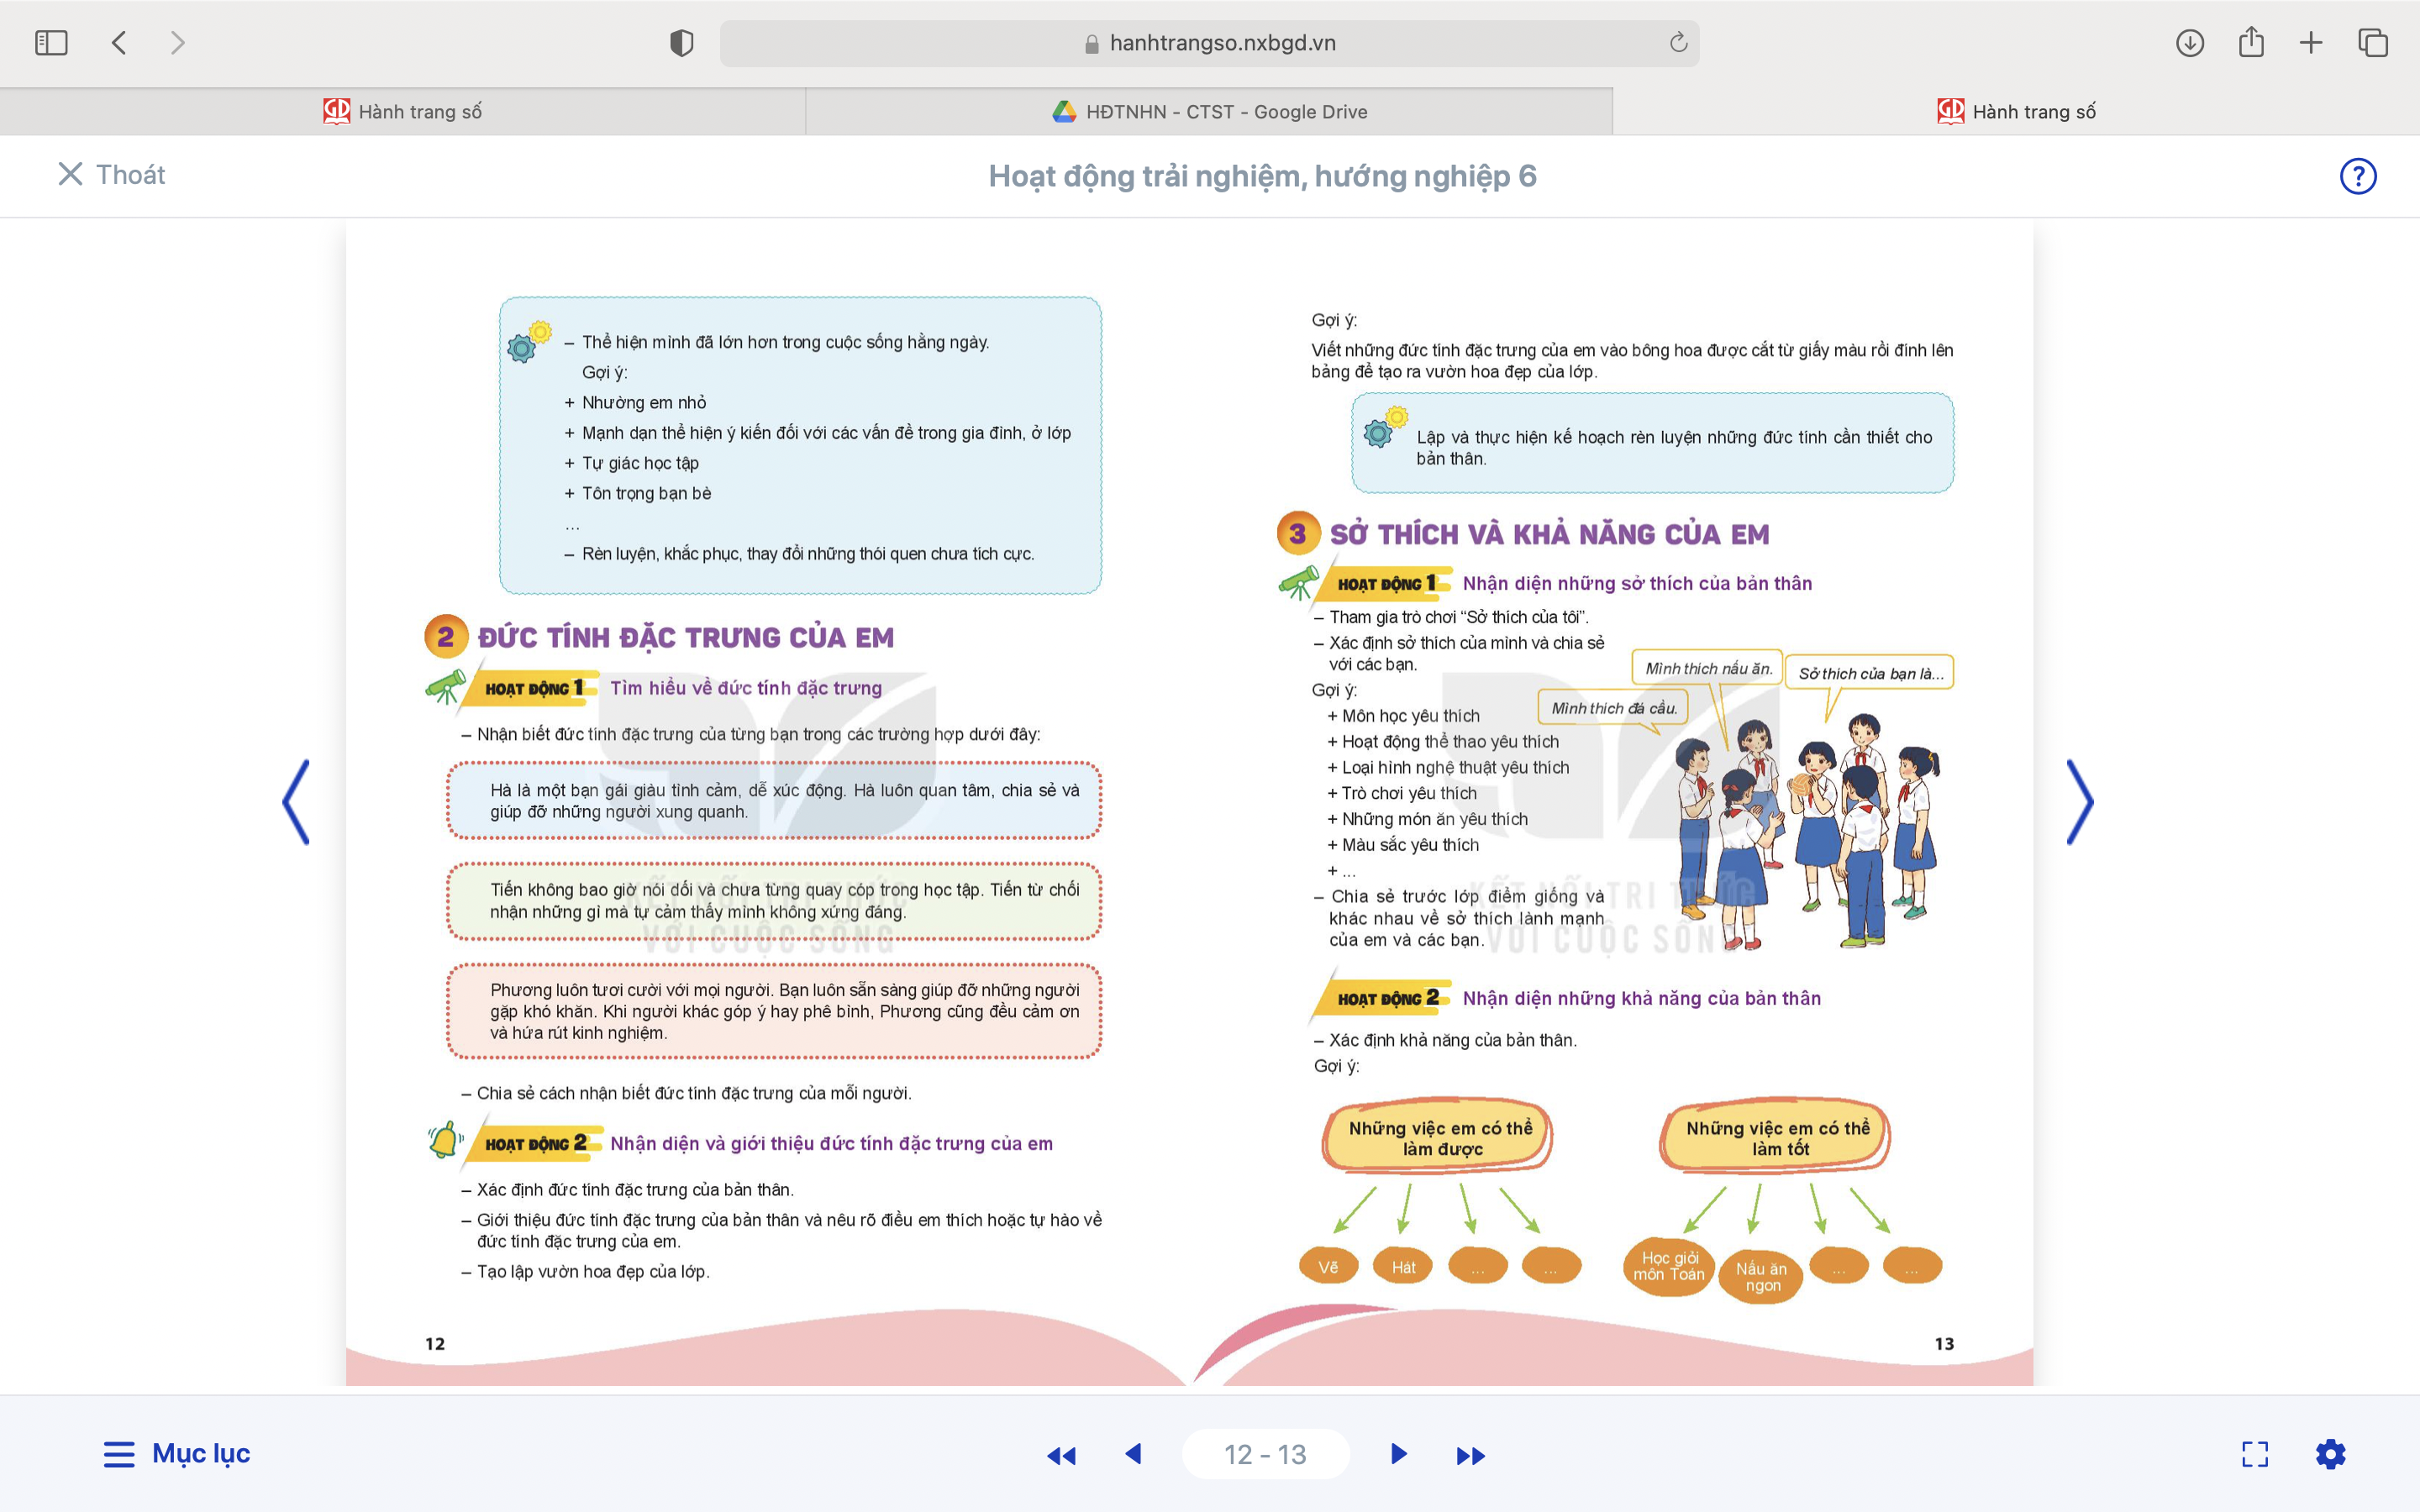 hanhtrangso.nxbgd.vn
Hành trang số
HĐTNHN - CTST - Google Drive
Hành trang số
Thoát
Hoạt động trải nghiệm, hướng nghiệp 6
?
– Thể hiện mình đã lớn hơn trong cuộc sống hằng ngày.
Gợi ý:
+ Nhường em nhỏ
+ Mạnh dạn thể hiện ý kiến đối với các vấn đề trong gia đình, ở lớp
+ Tự giác học tập
+ Tôn trọng bạn bè
...
– Rèn luyện, khắc phục, thay đổi những thói quen chưa tích cực.
2 ĐỨC TÍNH ĐẶC TRƯNG CỦA EM
HOẠT ĐỘNG 1 Tìm hiểu về đức tính đặc trưng
– Nhận biết đức tính đặc trưng của từng bạn trong các trường hợp dưới đây:
Hà là một bạn gái giàu tình cảm, dễ xúc động. Hà luôn quan tâm, chia sẻ và
giúp đỡ những người xung quanh.
Tiến không bao giờ nói dối và chưa từng quay cóp trong học tập. Tiến từ chối
nhận những gì mà tự cảm thấy mình không xứng đáng.
KẾT NỐI TRI THỨC
VỚI CUỘC SỐNG
Phương luôn tươi cười với mọi người. Bạn luôn sẵn sàng giúp đỡ những người
gặp khó khăn. Khi người khác góp ý hay phê bình, Phương cũng đều cảm ơn
và hứa rút kinh nghiệm.
– Chia sẻ cách nhận biết đức tính đặc trưng của mỗi người.
HOẠT ĐỘNG 2 Nhận diện và giới thiệu đức tính đặc trưng của em
– Xác định đức tính đặc trưng của bản thân.
– Giới thiệu đức tính đặc trưng của bản thân và nêu rõ điều em thích hoặc tự hào về
đức tính đặc trưng của em.
– Tạo lập vườn hoa đẹp của lớp.
12
Gợi ý:
Viết những đức tính đặc trưng của em vào bông hoa được cắt từ giấy màu rồi đính lên
bảng để tạo ra vườn hoa đẹp của lớp.
Lập và thực hiện kế hoạch rèn luyện những đức tính cần thiết cho
bản thân.
3 SỞ THÍCH VÀ KHẢ NĂNG CỦA EM
HOẠT ĐỘNG 1 Nhận diện những sở thích của bản thân
– Tham gia trò chơi “Sở thích của tôi”.
– Xác định sở thích của mình và chia sẻ
với các bạn.
Gợi ý:
+ Môn học yêu thích
+ Hoạt động thể thao yêu thích
+ Loại hình nghệ thuật yêu thích
+ Trò chơi yêu thích
+ Những món ăn yêu thích
+ Màu sắc yêu thích
+ ...
– Chia sẻ trước lớp điểm giống và
khác nhau về sở thích lành mạnh
của em và các bạn.
Mình thích nấu ăn.
Sở thích của bạn là...
Mình thích đá cầu.
KẾT NỐI TRI THỨC
VỚI CUỘC SỐNG
HOẠT ĐỘNG 2 Nhận diện những khả năng của bản thân
– Xác định khả năng của bản thân.
Gợi ý:
Những việc em có thể
làm được
Vẽ
Hát
...
...
Những việc em có thể
làm tốt
Học giỏi
môn Toán
Nấu ăn
ngon
...
...
13
Mục lục
12 - 13